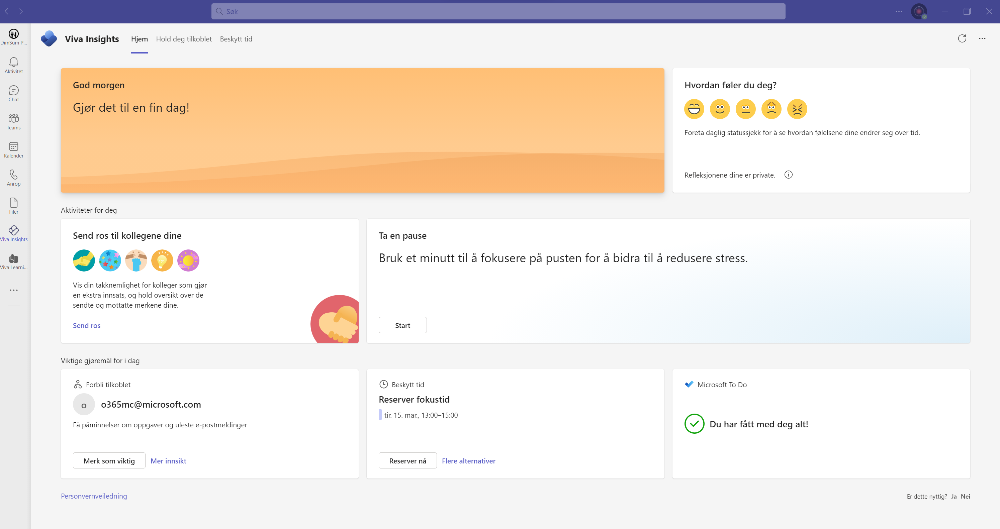 Søk
DimSum P...
Aktivitet
Chat
Teams
Kalender
Anrop
Filer
Viva Insights
Viva Learni...
Viva Insights
Hjem
Hold deg tilkoblet
Beskytt tid
God morgen
Gjør det til en fin dag!
Hvordan føler du deg?
Foreta daglig statussjekk for å se hvordan følelsene dine endrer seg over tid.
Refleksjonene dine er private.
Aktiviteter for deg
Send ros til kollegene dine
Vis din takknemlighet for kolleger som gjør
en ekstra innsats, og hold oversikt over de
sendte og mottatte merkene dine.
Send ros
Ta en pause
Bruk et minutt til å fokusere på pusten for å bidra til å redusere stress.
Start
Viktige gjøremål for i dag
Forbli tilkoblet
o
o365mc@microsoft.com
Få påminnelser om oppgaver og uleste e-postmeldinger
Merk som viktig
Mer innsikt
Beskytt tid
Reserver fokustid
tir. 15. mar., 13:00–15:00
Reserver nå
Flere alternativer
Microsoft To Do
Du har fått med deg alt!
Personvernveiledning
Er dette nyttig? Ja Nei